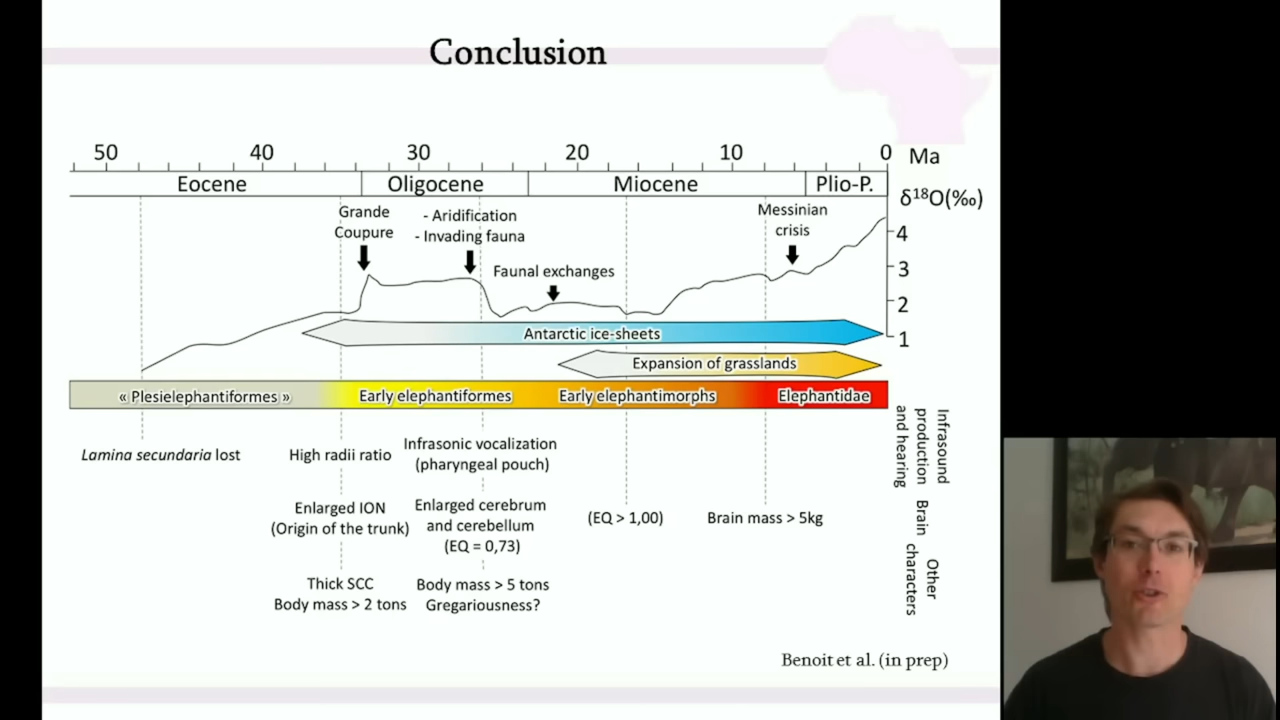 Conclusion
50 40 30 20 10 0 Ma
Eocene Oligocene Miocene Plio-P.
δ¹⁸O(‰)
Grande
Coupure
- Aridification
- Invading fauna
Faunal exchanges
Messinian
crisis
4
3
2
1
Antarctic ice-sheets
Expansion of grasslands
« Plesielephantiformes » Early elephantiformes Early elephantimorphs Elephantidae
Lamina secundaria lost
High radii ratio
Infrasonic vocalization
(pharyngeal pouch)
Infrasound
production
and hearing
Enlarged ION
(Origin of the trunk)
Enlarged cerebrum
and cerebellum
(EQ = 0,73)
(EQ > 1,00)
Brain mass > 5kg
Brain
Thick SCC
Body mass > 2 tons
Body mass > 5 tons
Gregariousness?
Other
characters
Benoit et al. (in prep)